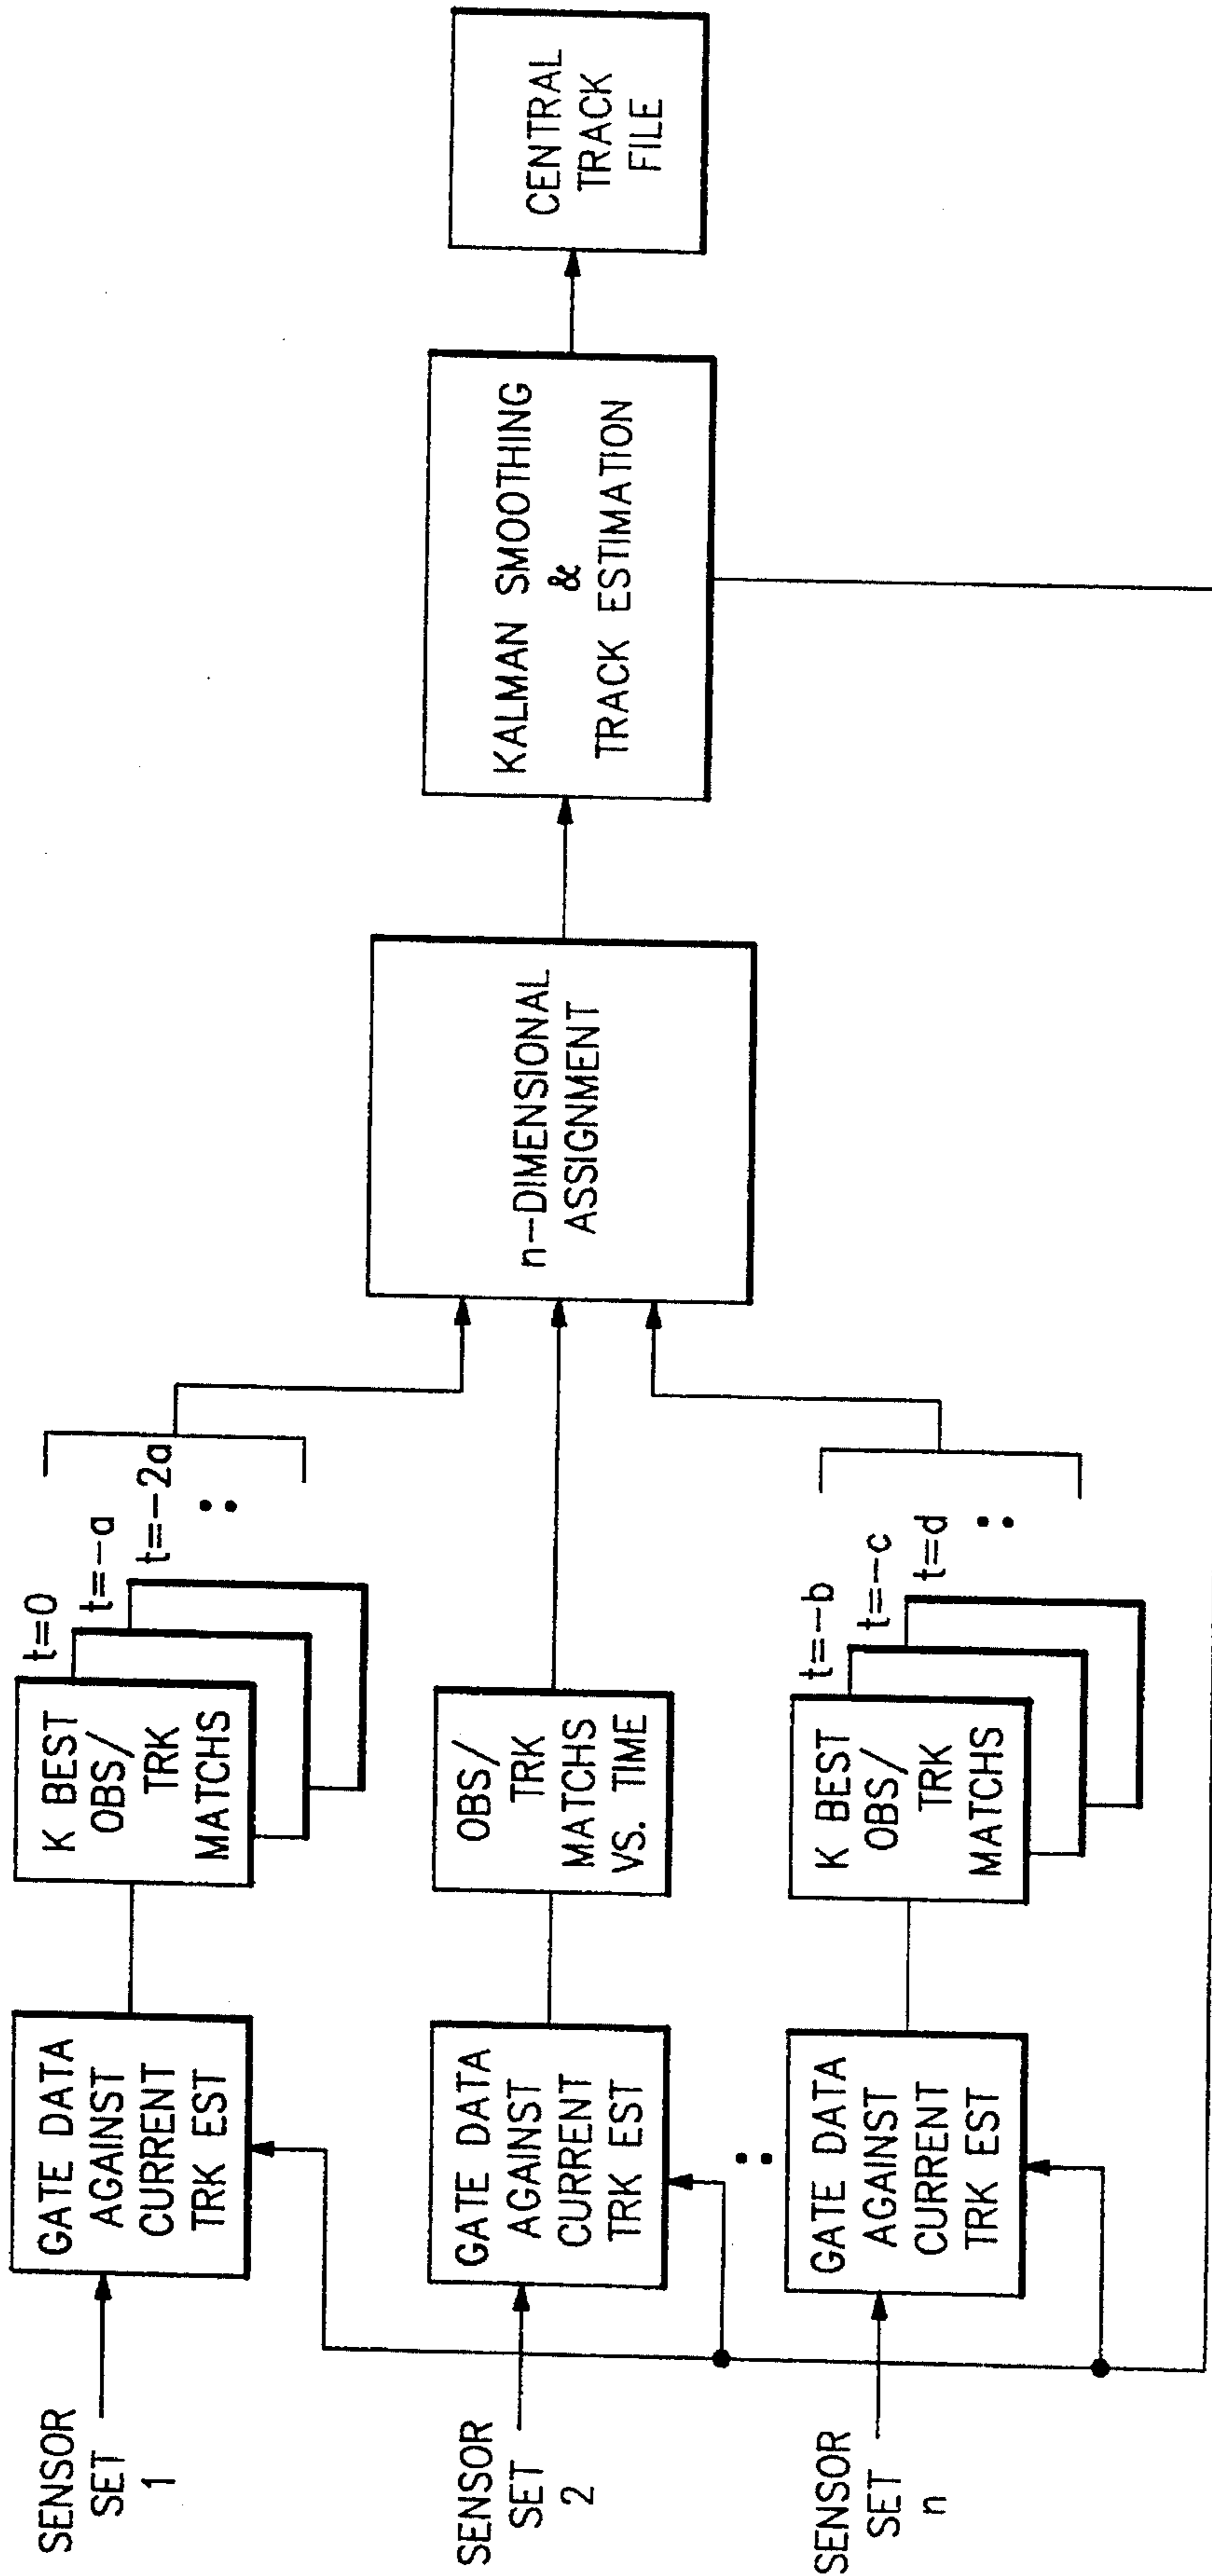 SENSOR
SET
1
GATE DATA
AGAINST
CURRENT
TRK EST
K BEST
OBS/
TRK
MATCHS
t=0
t=-a
t=-2a
SENSOR
SET
2
GATE DATA
AGAINST
CURRENT
TRK EST
OBS/
TRK
MATCHS
VS. TIME
SENSOR
SET
n
GATE DATA
AGAINST
CURRENT
TRK EST
K BEST
OBS/
TRK
MATCHS
t=-b
t=-c
t=d
n-DIMENSIONAL
ASSIGNMENT
KALMAN SMOOTHING
&
TRACK ESTIMATION
CENTRAL
TRACK
FILE